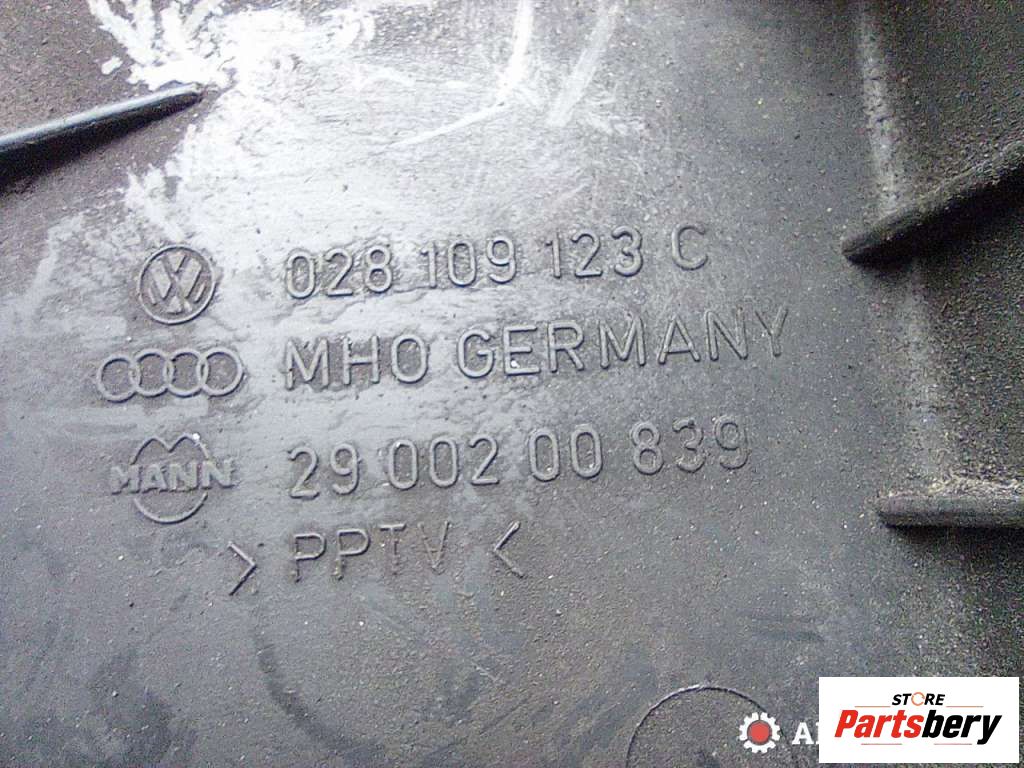 028 109 123 C
MHO GERMANY
MANN 29 002 00 839
> PPTV <
STORE
Partsbery